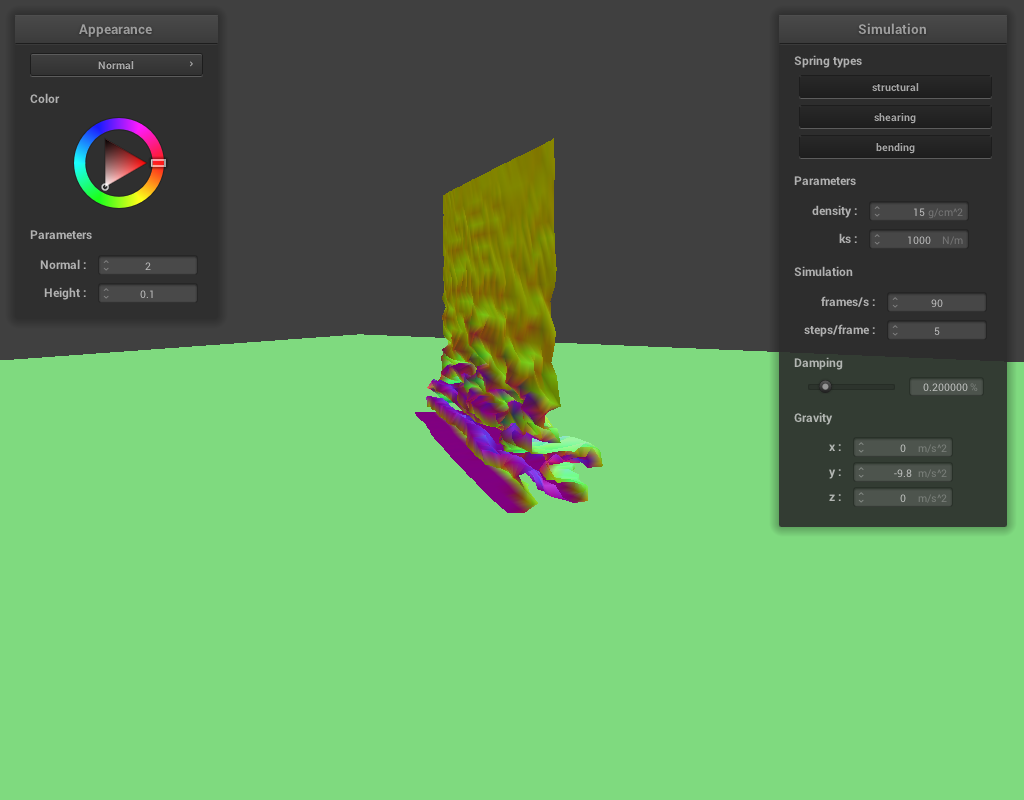 Appearance
Normal
Color
Parameters
Normal : 2
Height : 0.1
Simulation
Spring types
structural
shearing
bending
Parameters
density : 15 g/cm^2
ks : 1000 N/m
Simulation
frames/s : 90
steps/frame : 5
Damping
0.200000 %
Gravity
x : 0 m/s^2
y : -9.8 m/s^2
z : 0 m/s^2